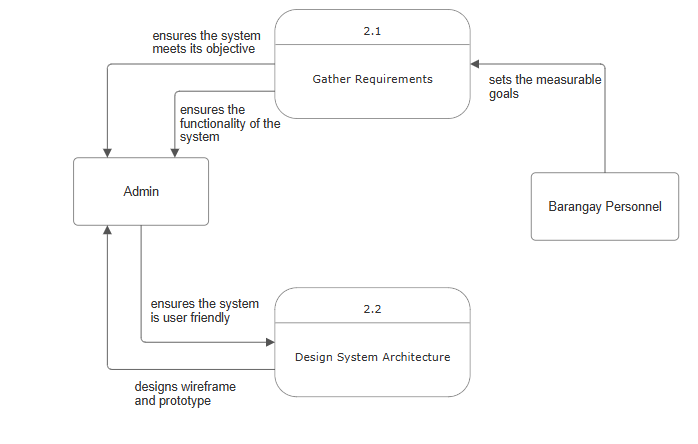 2.1
Gather Requirements
ensures the system
meets its objective
ensures the
functionality of the
system
sets the measurable
goals
Admin
Barangay Personnel
ensures the system
is user friendly
2.2
Design System Architecture
designs wireframe
and prototype